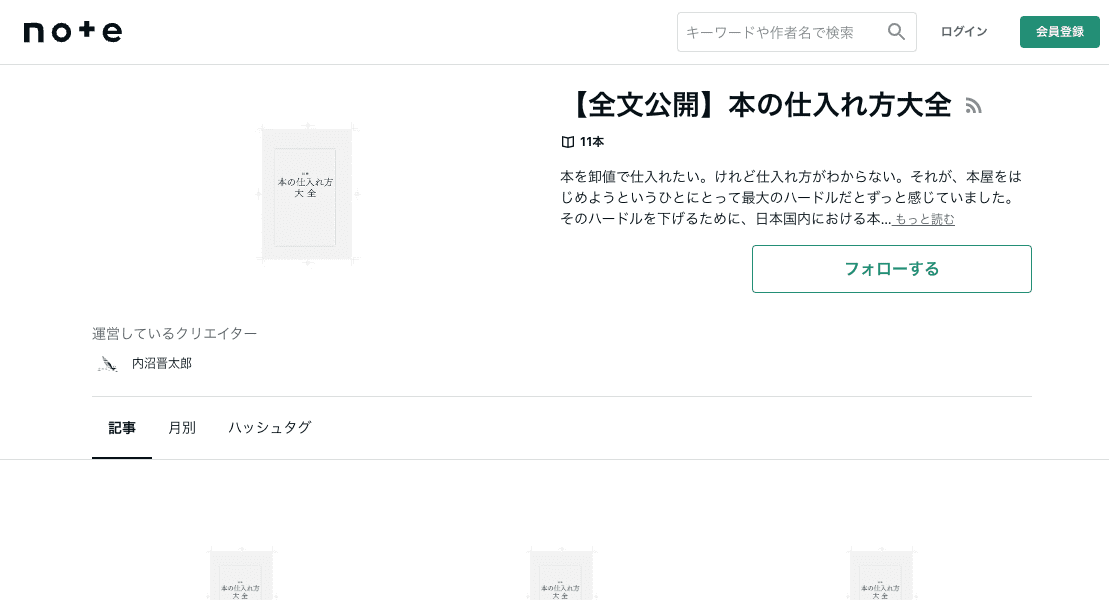 note
キーワードや作者名で検索
ログイン
会員登録
【全文公開】本の仕入れ方大全
11本
本の仕入れ方
大 全
本を卸値で仕入れたい。けれど仕入れ方がわからない。それが、本屋をは
じめようというひとにとって最大のハードルだとずっと感じていました。
そのハードルを下げるために、日本国内における本... もっと読む
フォローする
運営しているクリエイター
内沼晋太郎
記事
月別
ハッシュタグ
本の仕入れ方
大 全
本の仕入れ方
大 全
本の仕入れ方
大 全